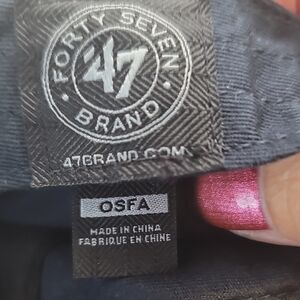 FORTY SEVEN
'47
BRAND
47BRAND.COM
OSFA
MADE IN CHINA
FABRIQUE EN CHINE